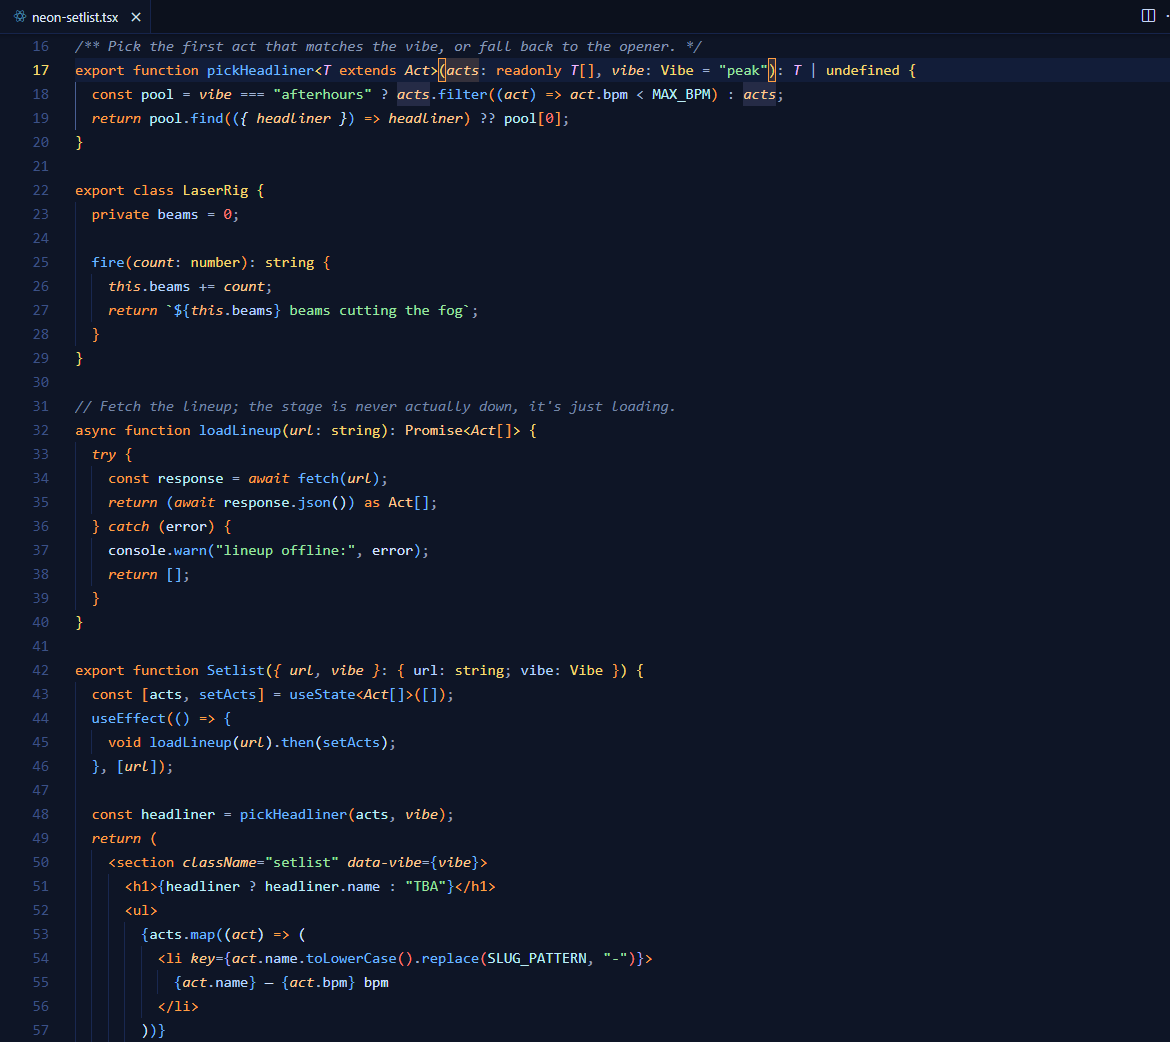 neon-setlist.tsx
16 /** Pick the first act that matches the vibe, or fall back to the opener. */
17 export function pickHeadliner<T extends Act>(acts: readonly T[], vibe: Vibe = "peak"): T | undefined {
18   const pool = vibe === "afterhours" ? acts.filter((act) => act.bpm < MAX_BPM) : acts;
19   return pool.find(({ headliner }) => headliner) ?? pool[0];
20 }
21
22 export class LaserRig {
23   private beams = 0;
24
25   fire(count: number): string {
26     this.beams += count;
27     return `${this.beams} beams cutting the fog`;
28   }
29 }
30
31 // Fetch the lineup; the stage is never actually down, it's just loading.
32 async function loadLineup(url: string): Promise<Act[]> {
33   try {
34     const response = await fetch(url);
35     return (await response.json()) as Act[];
36   } catch (error) {
37     console.warn("lineup offline:", error);
38     return [];
39   }
40 }
41
42 export function Setlist({ url, vibe }: { url: string; vibe: Vibe }) {
43   const [acts, setActs] = useState<Act[]>([]);
44   useEffect(() => {
45     void loadLineup(url).then(setActs);
46   }, [url]);
47
48   const headliner = pickHeadliner(acts, vibe);
49   return (
50     <section className="setlist" data-vibe={vibe}>
51       <h1>{headliner ? headliner.name : "TBA"}</h1>
52       <ul>
53         {acts.map((act) => (
54           <li key={act.name.toLowerCase().replace(SLUG_PATTERN, "-")}>
55             {act.name} — {act.bpm} bpm
56           </li>
57         ))}